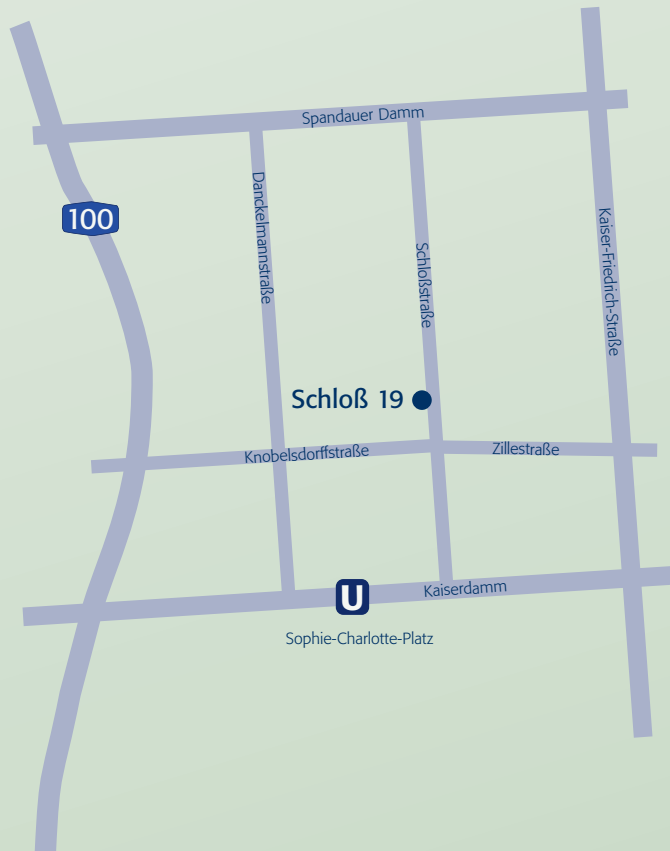 Spandauer Damm
Danckelmannstraße
Kaiser-Friedrich-Straße
100
Schloßstraße
Schloß 19
Knobelsdorffstraße
Zillestraße
U
Kaiserdamm
Sophie-Charlotte-Platz